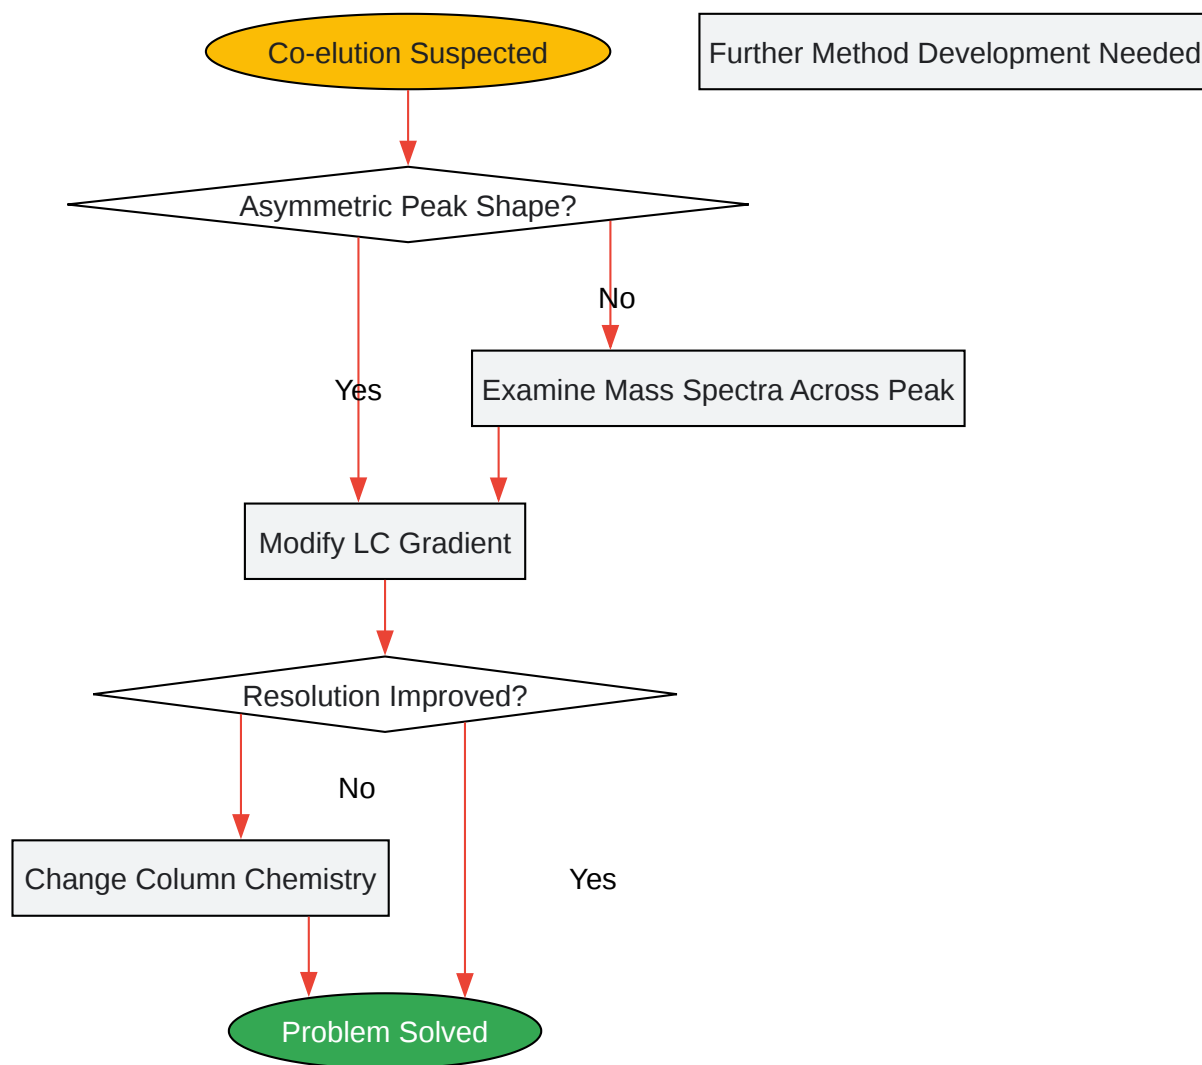 Co-elution Suspected
Further Method Development Needed
Asymmetric Peak Shape?
No
Yes
Examine Mass Spectra Across Peak
Modify LC Gradient
Resolution Improved?
No
Change Column Chemistry
Yes
Problem Solved